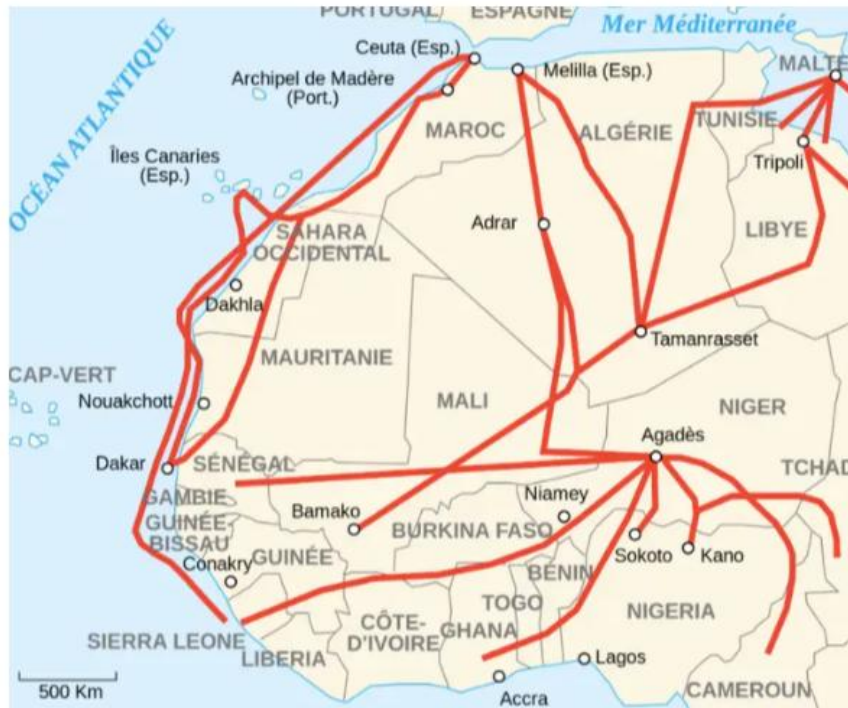 PORTUGAL
ESPAGNE
Mer Méditerranée
OCÉAN ATLANTIQUE
Ceuta (Esp.)
Melilla (Esp.)
MALTE
Archipel de Madère
(Port.)
MAROC
ALGÉRIE
TUNISIE
Tripoli
Îles Canaries
(Esp.)
Adrar
LIBYE
SAHARA
OCCIDENTAL
Dakhla
Tamanrasset
MAURITANIE
CAP-VERT
Nouakchott
MALI
NIGER
Agadès
Dakar
SÉNÉGAL
TCHAD
GAMBIE
GUINÉE-
BISSAU
Bamako
Niamey
BURKINA FASO
Conakry
GUINÉE
Sokoto
Kano
BÉNIN
TOGO
CÔTE-
D'IVOIRE
GHANA
NIGERIA
SIERRA LEONE
LIBERIA
Lagos
500 Km
Accra
CAMEROUN